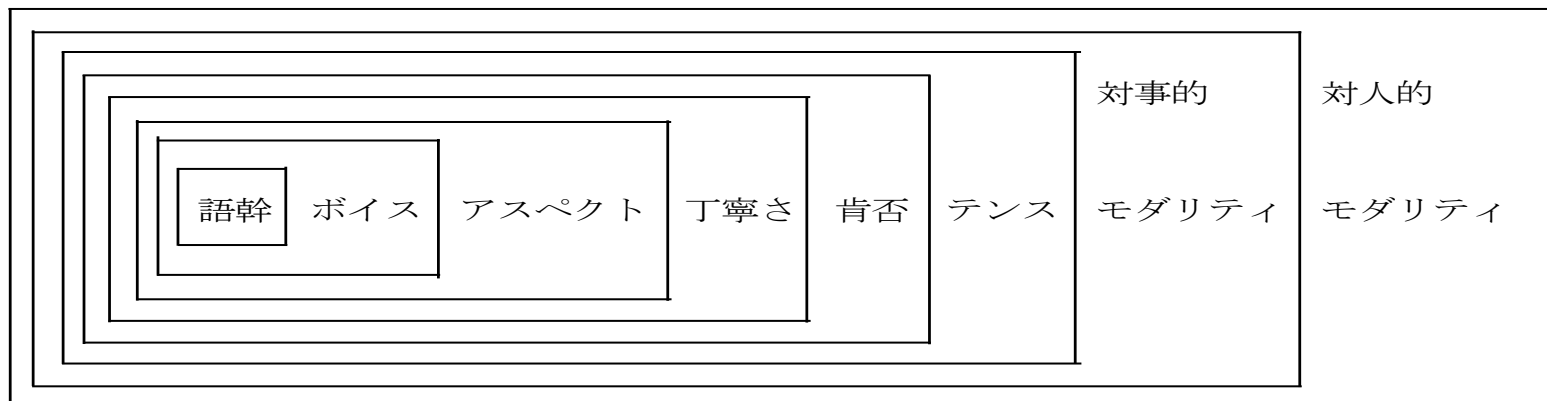 対事的 対人的
語幹 ボイス アスペクト 丁寧さ 肯否 テンス モダリティ モダリティ